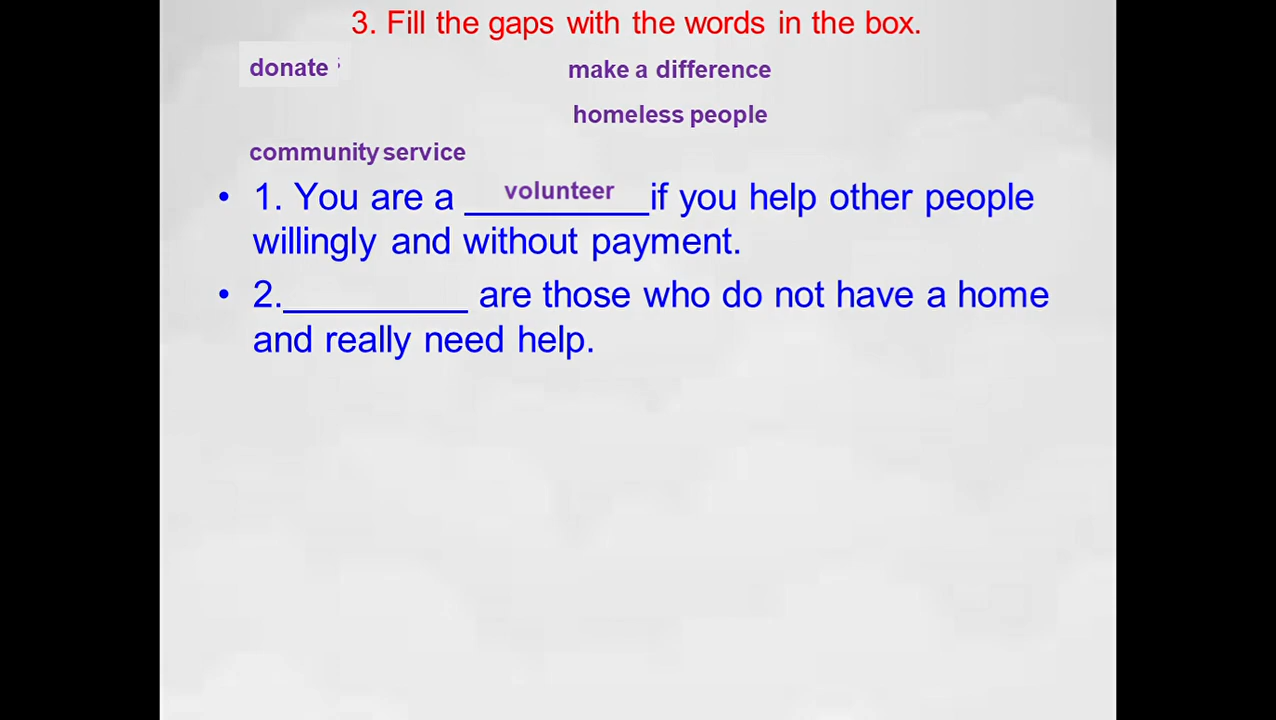 3. Fill the gaps with the words in the box.
donate
make a difference
homeless people
community service
• 1. You are a _________if you help other people
volunteer
willingly and without payment.
• 2._________ are those who do not have a home
and really need help.